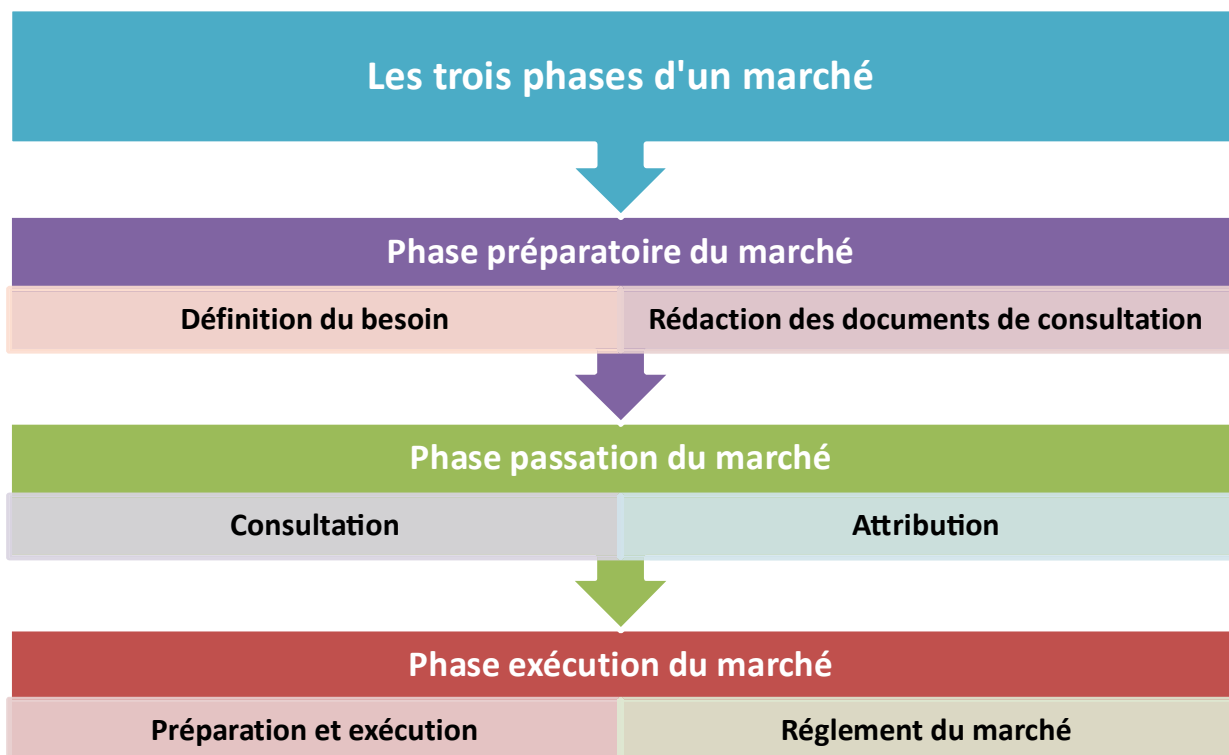 Les trois phases d'un marché
Phase préparatoire du marché
Définition du besoin
Rédaction des documents de consultation
Phase passation du marché
Consultation
Attribution
Phase exécution du marché
Préparation et exécution
Réglement du marché